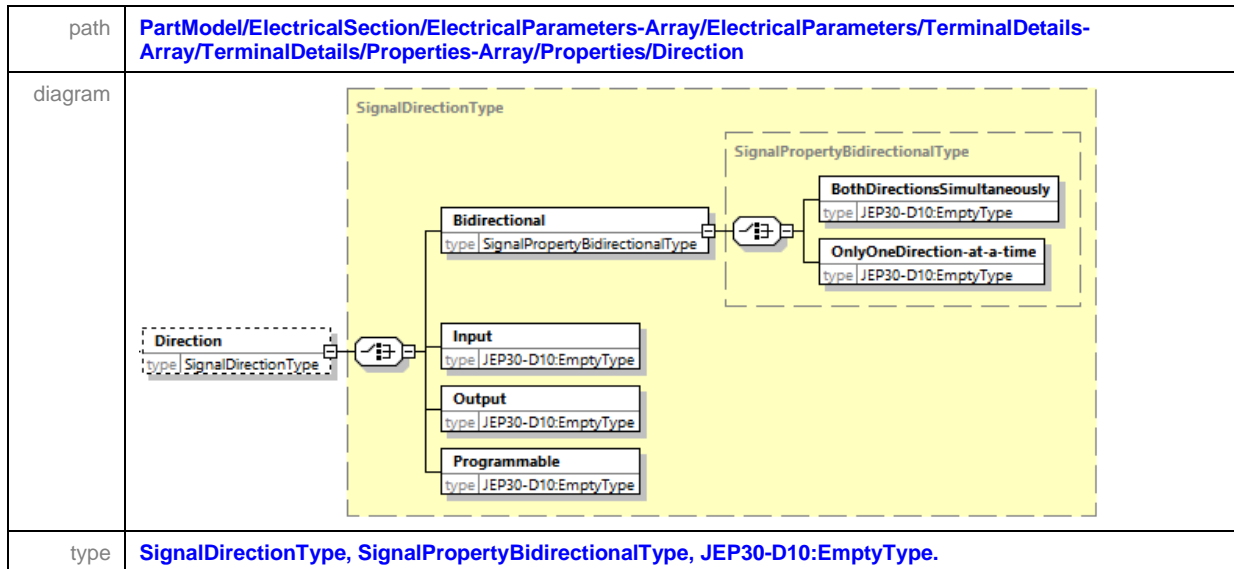 path
PartModel/ElectricalSection/ElectricalParameters-Array/ElectricalParameters/TerminalDetails-
Array/TerminalDetails/Properties-Array/Properties/Direction
diagram
SignalDirectionType
SignalPropertyBidirectionalType
BothDirectionsSimultaneously
type JEP30-D10:EmptyType
Bidirectional
type SignalPropertyBidirectionalType
OnlyOneDirection-at-a-time
type JEP30-D10:EmptyType
Direction
type SignalDirectionType
Input
type JEP30-D10:EmptyType
Output
type JEP30-D10:EmptyType
Programmable
type JEP30-D10:EmptyType
type
SignalDirectionType, SignalPropertyBidirectionalType, JEP30-D10:EmptyType.